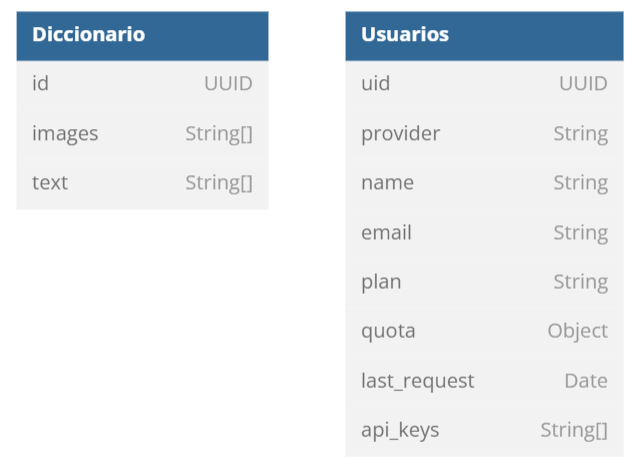 Diccionario
id UUID
images String[]
text String[]
Usuarios
uid UUID
provider String
name String
email String
plan String
quota Object
last_request Date
api_keys String[]